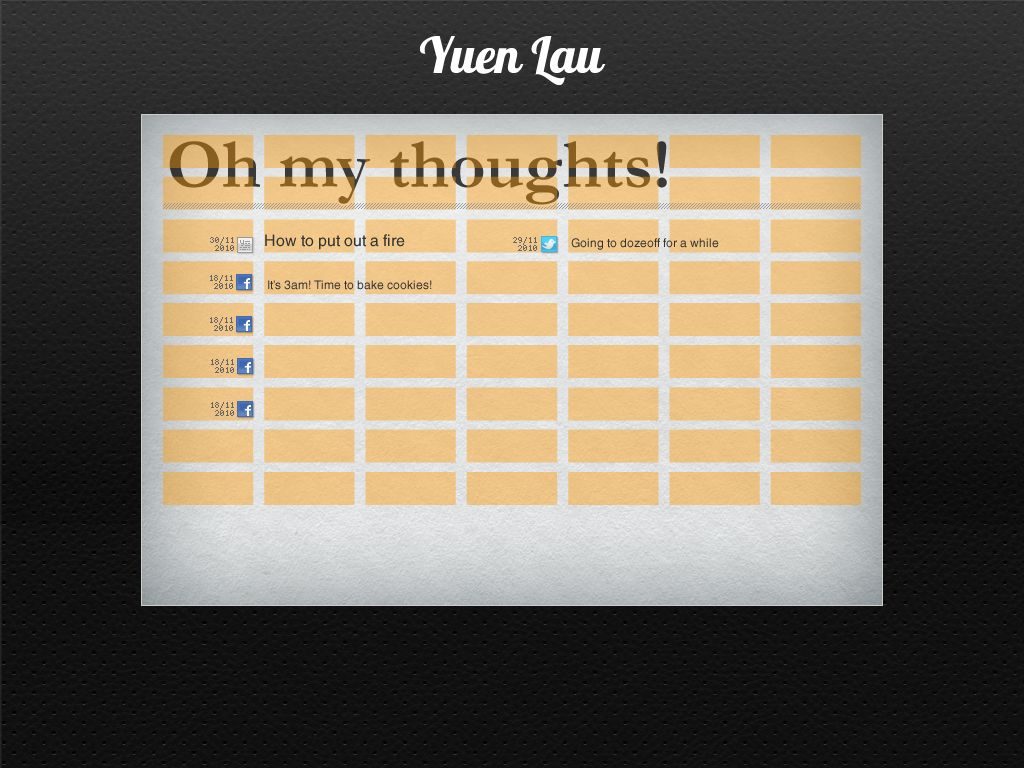 Yuen Lau
Oh my thoughts!
30/11
2010
How to put out a fire
29/11
2010
Going to dozeoff for a while
18/11
2010
It's 3am! Time to bake cookies!
18/11
2010
18/11
2010
18/11
2010